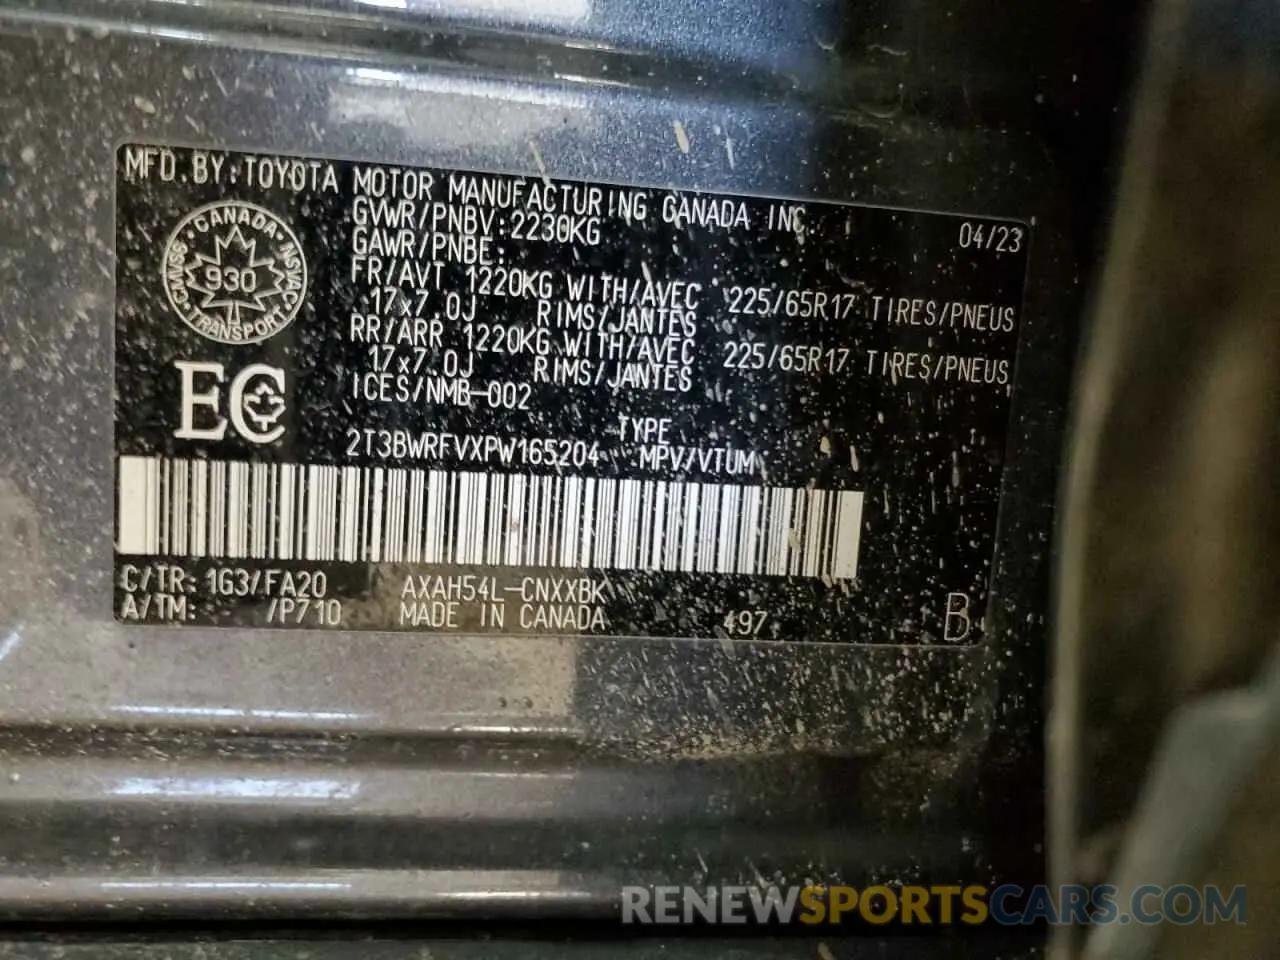 MFD.BY:TOYOTA MOTOR MANUFACTURING CANADA INC.
GVWR/PNBV:2230KG 04/23
GAWR/PNBE:
FR/AVT 1220KG WITH/AVEC 225/65R17 TIRES/PNEUS
17x7.0J RIMS/JANTES
RR/ARR 1220KG WITH/AVEC 225/65R17 TIRES/PNEUS
17x7.0J RIMS/JANTES
ICES/NMB-002
CANADA
CMVSS NSVAC
930
TRANSPORT
EC
TYPE
2T3BWRFVXPW165204 MPV/VTUM
C/TR: 1G3/FA20 AXAH54L-CNXXBK
A/TM: /P710 MADE IN CANADA 497 B
RENEWSPORTSCARS.COM